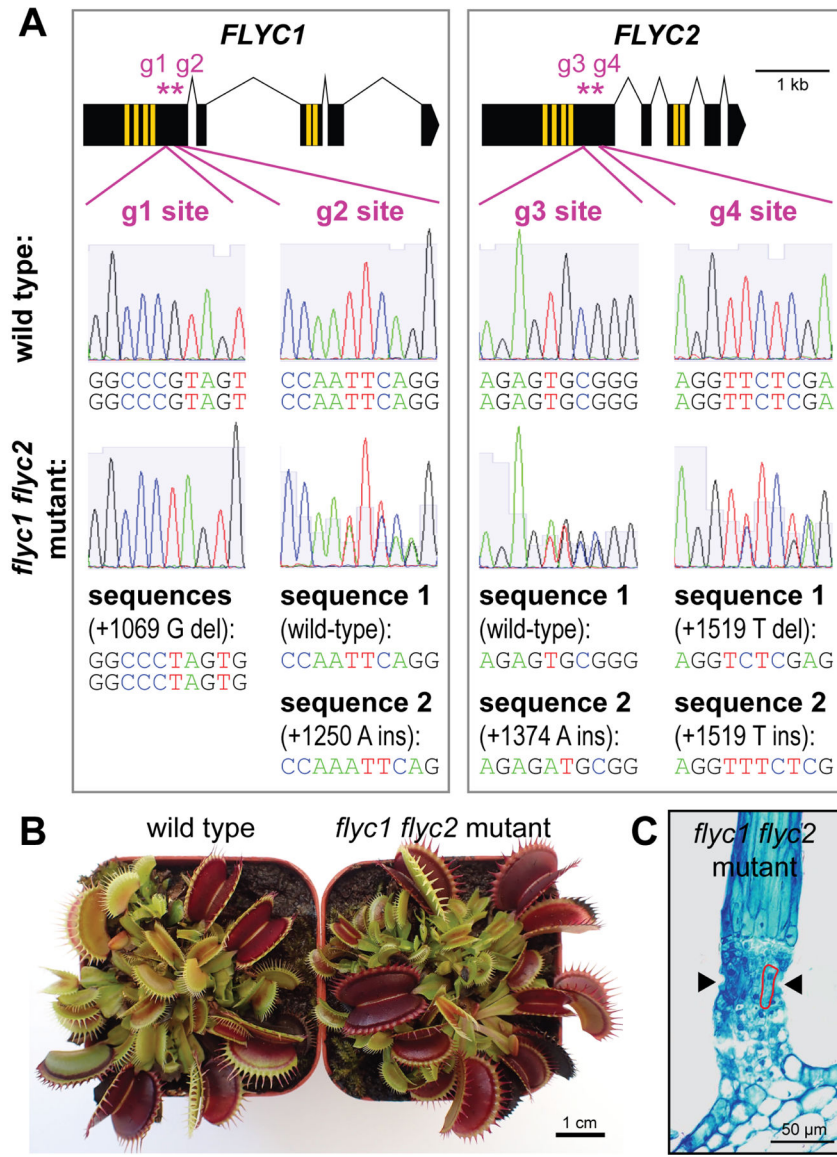 A
FLYC1
FLYC2
g1 g2
**
g3 g4
**
1 kb
g1 site
g2 site
g3 site
g4 site
wild type:
GGCCCGTAGT
GGCCCGTAGT
CCAATTCAGG
CCAATTCAGG
AGAGTGCGGG
AGAGTGCGGG
AGGTTCTCGA
AGGTTCTCGA
flyc1 flyc2
mutant:
sequences
(+1069 G del):
GGCCCTAGTG
GGCCCTAGTG
sequence 1
(wild-type):
CCAATTCAGG
sequence 2
(+1250 A ins):
CCAAATTCAG
sequence 1
(wild-type):
AGAGTGCGGG
sequence 2
(+1374 A ins):
AGAGATGCGG
sequence 1
(+1519 T del):
AGGTCTCGAG
sequence 2
(+1519 T ins):
AGGTTTCTCG
B
wild type
flyc1 flyc2 mutant
1 cm
C
flyc1 flyc2
mutant
50 µm